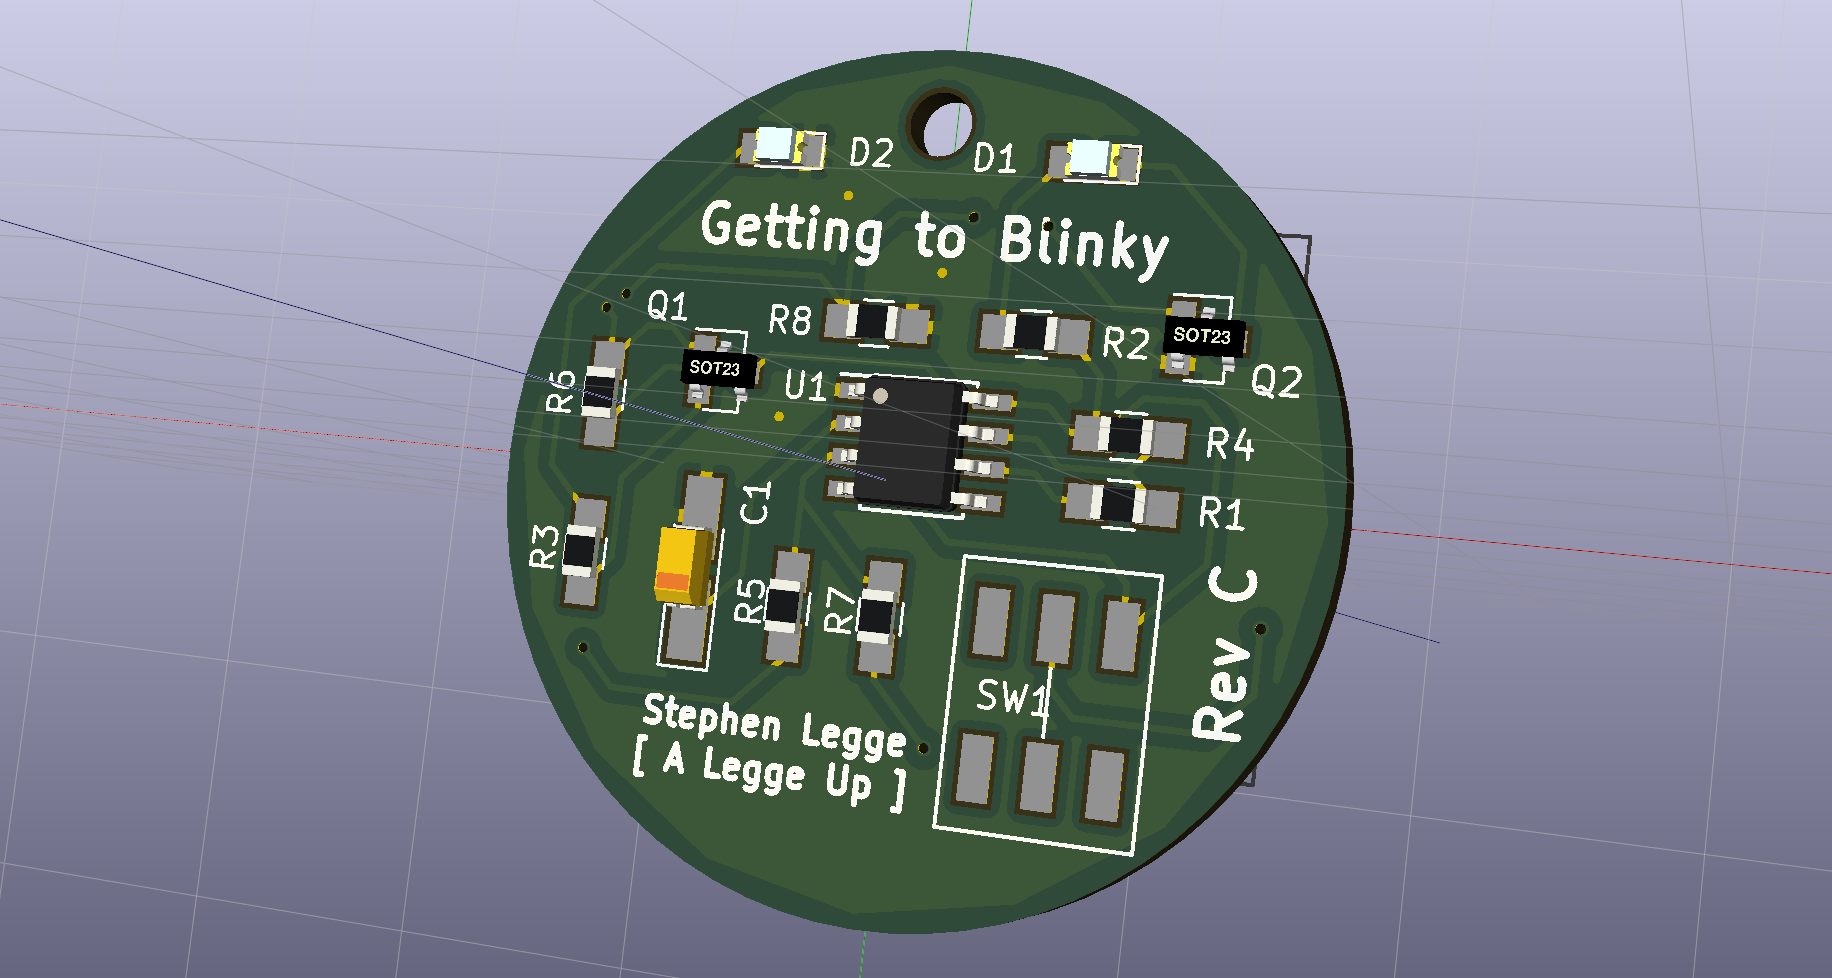 D2
D1
Getting to Blinky
Q1
R8
R2
SOT23
Q2
SOT23
R6
U1
R4
C1
R1
R3
R5
R7
Rev C
SW1
Stephen Legge
[ A Legge Up ]